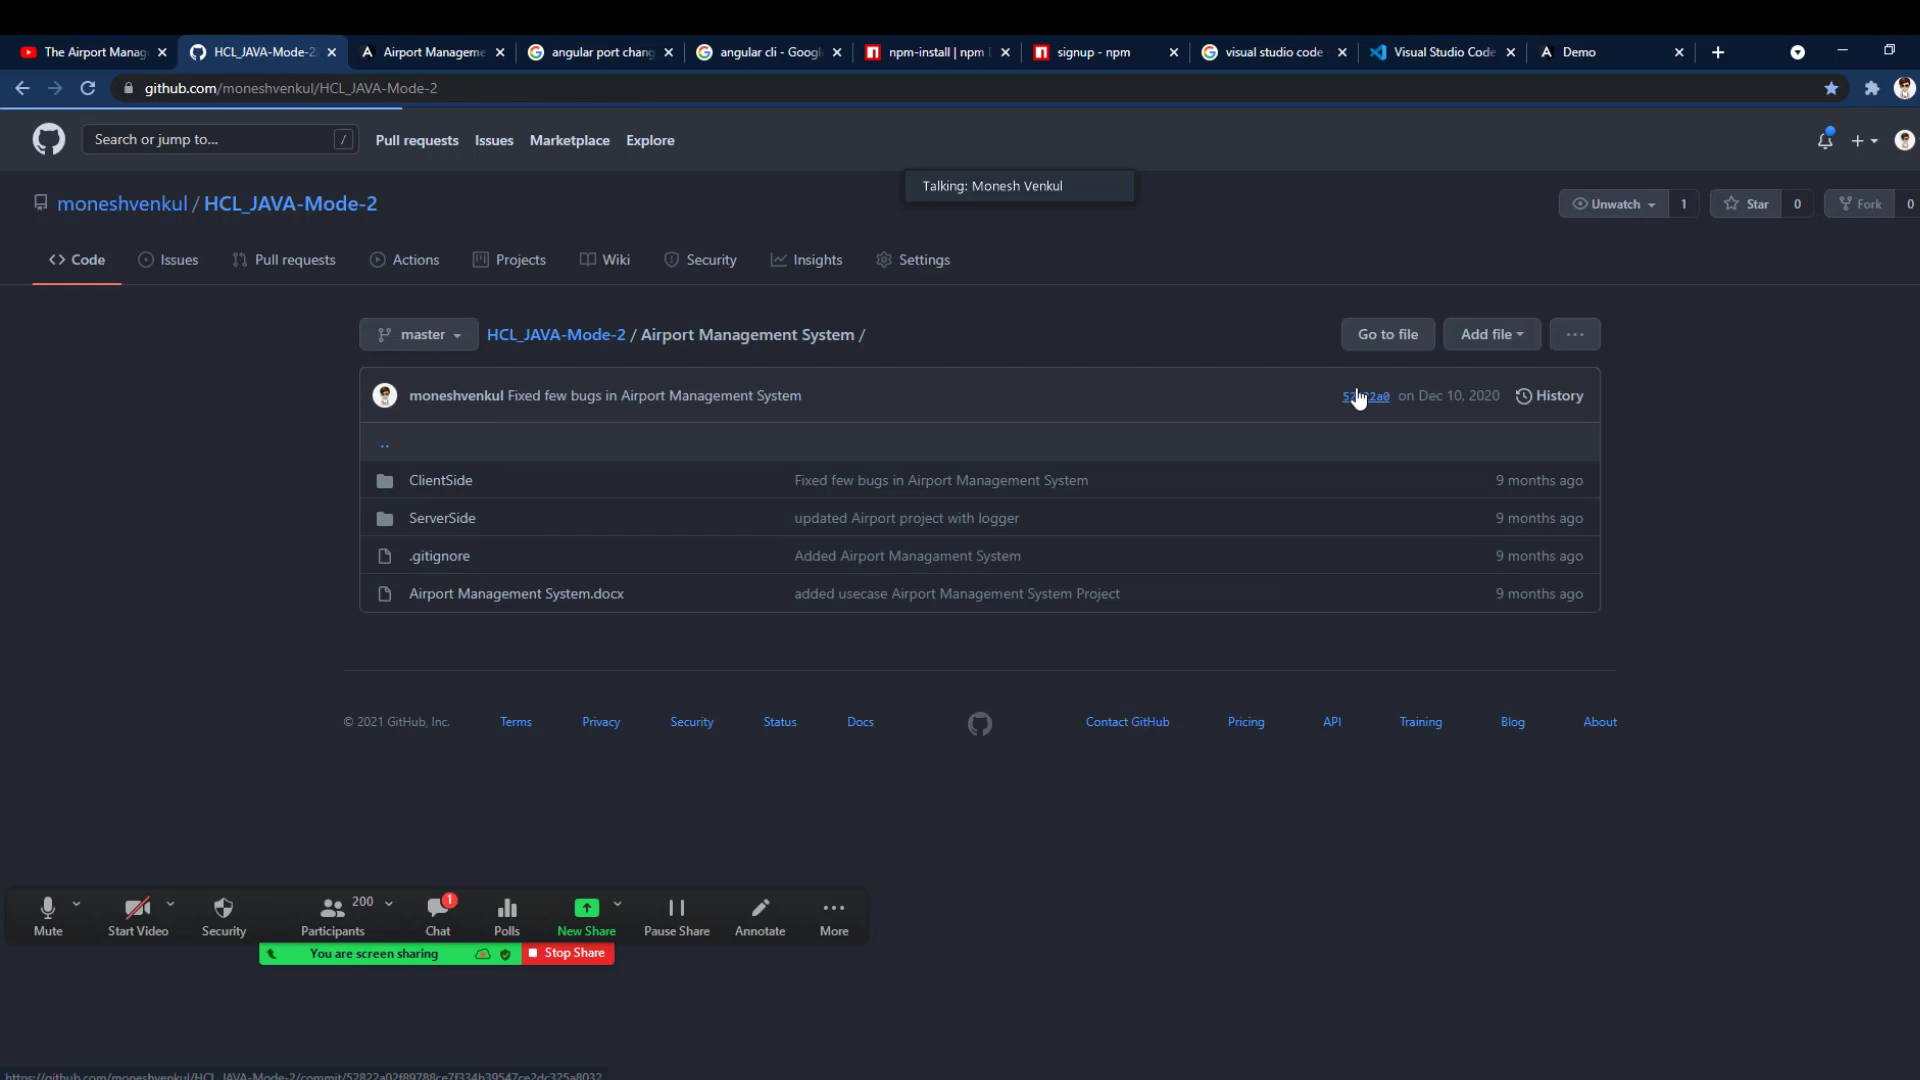 The Airport Manag
HCL_JAVA-Mode-2
Airport Manageme
angular port chang
angular cli - Googl
npm-install | npm
signup - npm
visual studio code
Visual Studio Code
Demo
github.com/moneshvenkul/HCL_JAVA-Mode-2
Search or jump to... /
Pull requests Issues Marketplace Explore
Talking: Monesh Venkul
moneshvenkul / HCL_JAVA-Mode-2
Unwatch 1 Star 0 Fork 0
<> Code Issues Pull requests Actions Projects Wiki Security Insights Settings
master HCL_JAVA-Mode-2 / Airport Management System / Go to file Add file ...
moneshvenkul Fixed few bugs in Airport Management System on Dec 10, 2020 History
..
ClientSide Fixed few bugs in Airport Management System 9 months ago
ServerSide updated Airport project with logger 9 months ago
.gitignore Added Airport Managament System 9 months ago
Airport Management System.docx added usecase Airport Management System Project 9 months ago
© 2021 GitHub, Inc. Terms Privacy Security Status Docs Contact GitHub Pricing API Training Blog About
200 1
Mute Start Video Security Participants Chat Polls New Share Pause Share Annotate More
You are screen sharing Stop Share